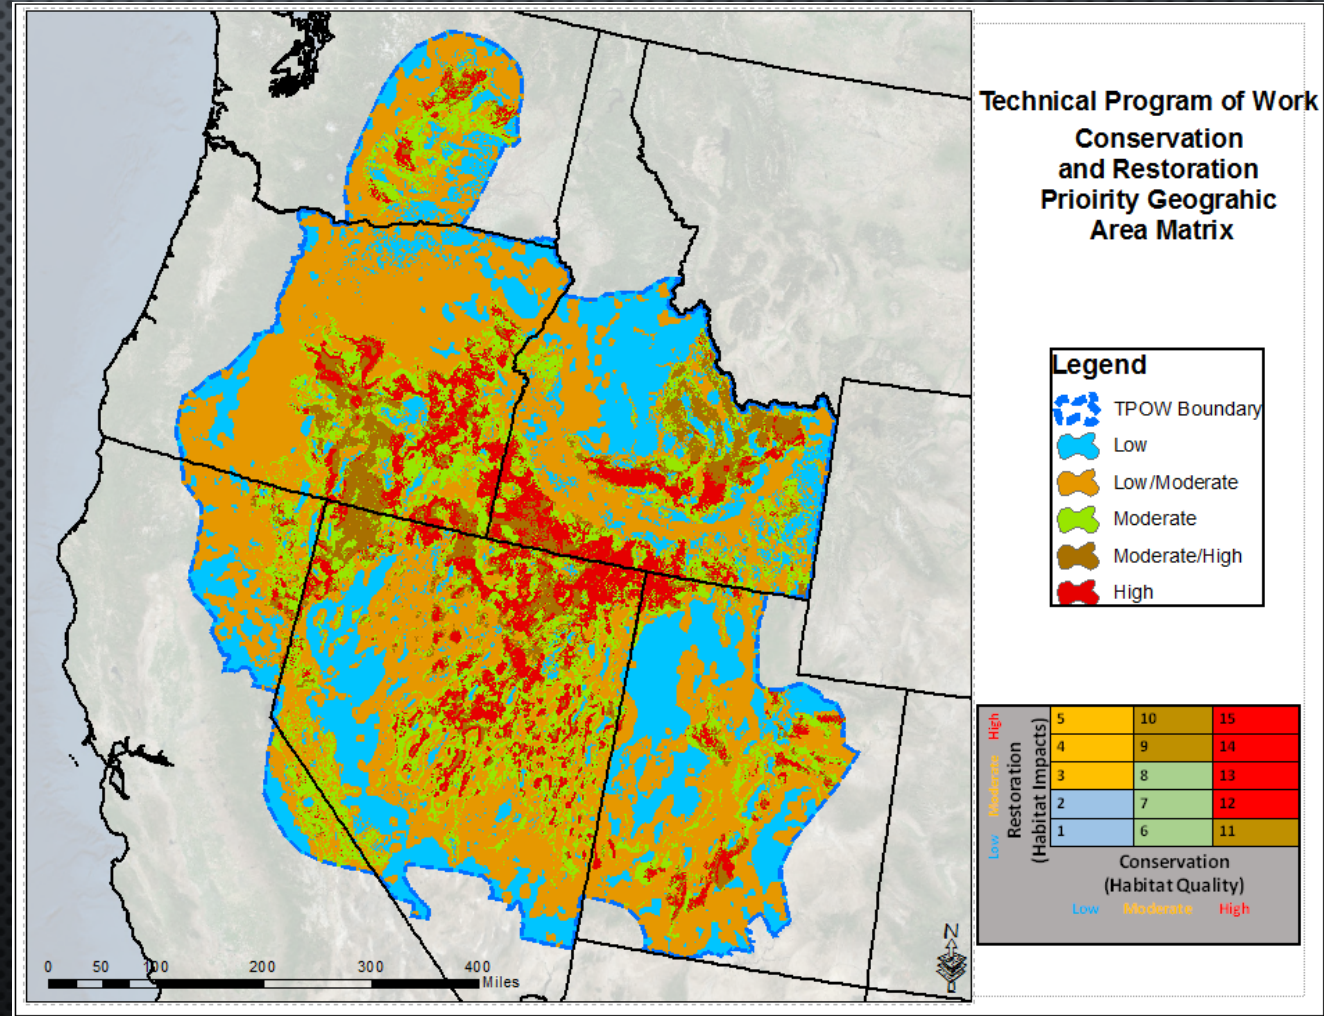 Technical Program of Work
Conservation
and Restoration
Prioirity Geograhic
Area Matrix
Legend
TPOW Boundary
Low
Low/Moderate
Moderate
Moderate/High
High
5 10 15
4 9 14
3 8 13
2 7 12
1 6 11
Low Moderate High
Restoration
(Habitat Impacts)
Conservation
(Habitat Quality)
Low Moderate High
N
0 50 100 200 300 400
Miles